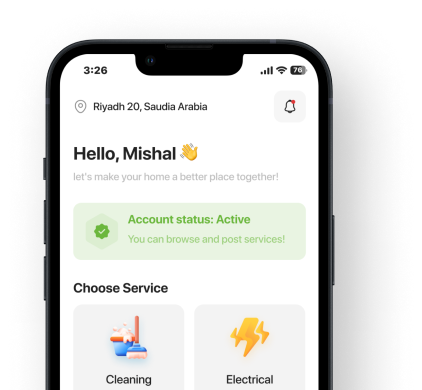 3:26
76
Riyadh 20, Saudia Arabia
Hello, Mishal 👋
let's make your home a better place together!
Account status: Active
You can browse and post services!
Choose Service
Cleaning
Electrical